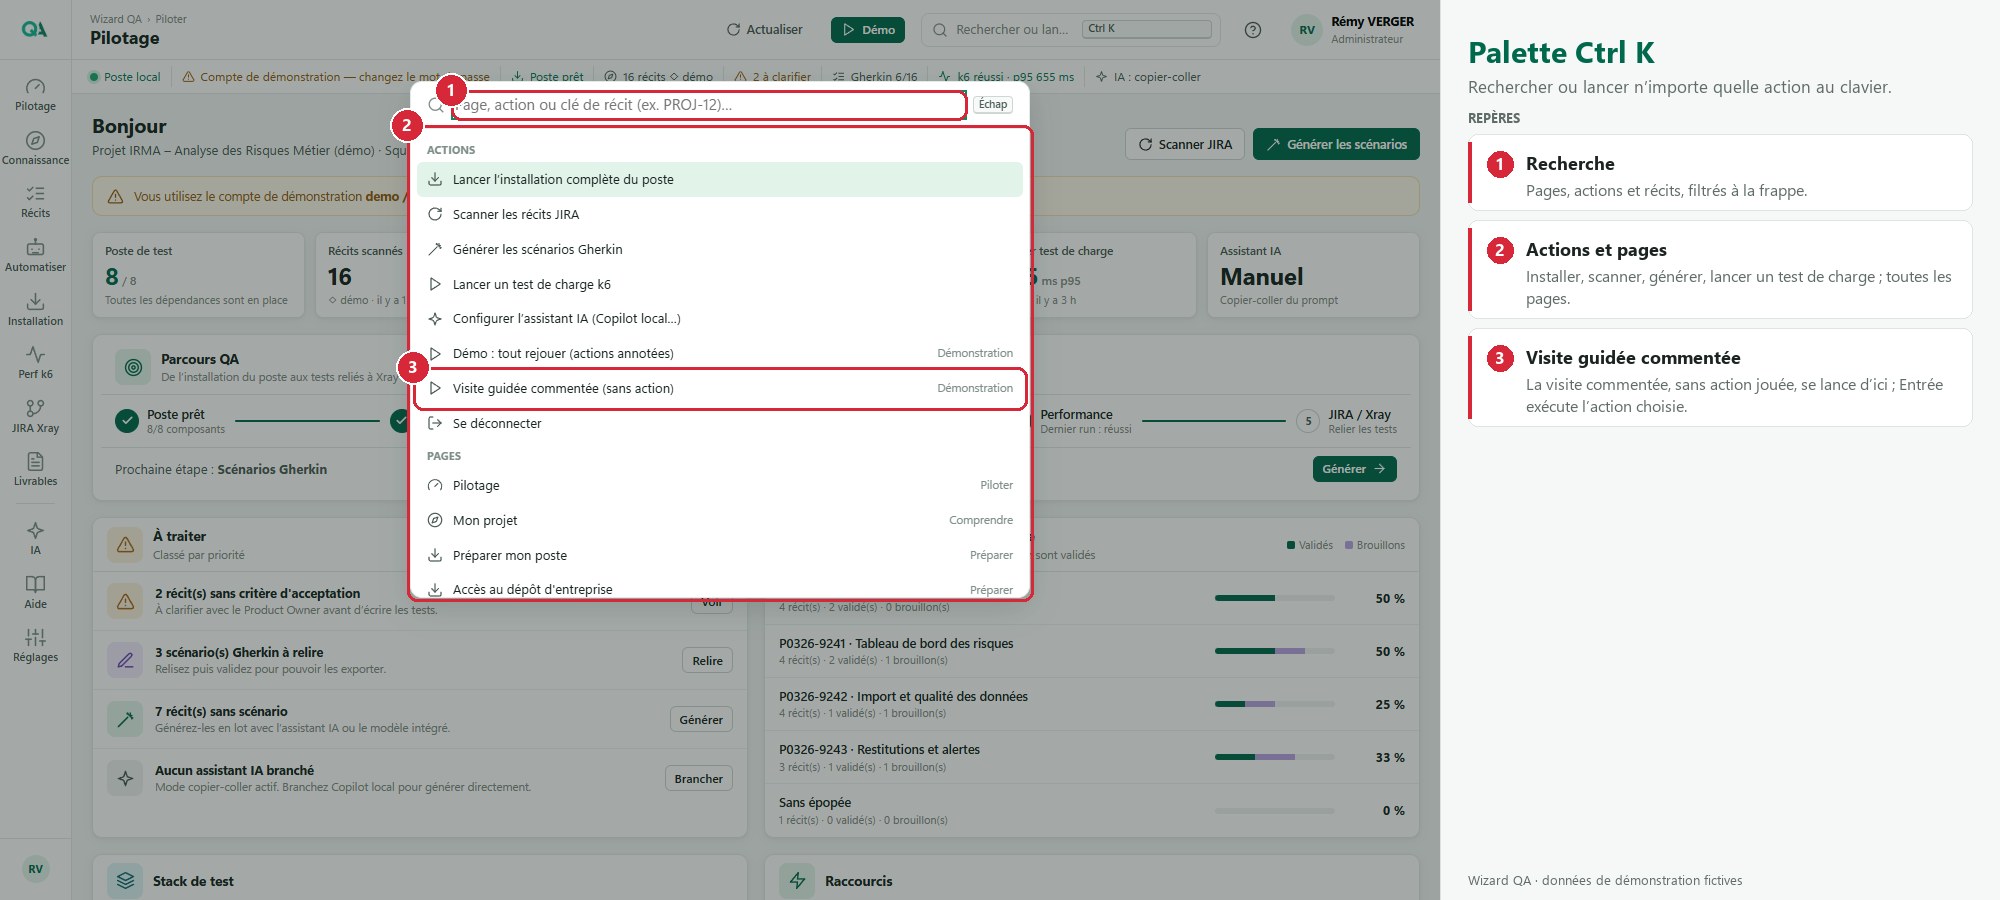 QA
Wizard QA › Piloter
Pilotage
Actualiser
Démo
Rechercher ou lan...
Ctrl K
RV
Rémy VERGER
Administrateur
Poste local
Compte de démonstration — changez le mot
passe
Poste prêt
16 récits ◇ démo
2 à clarifier
Gherkin 6/16
k6 réussi · p95 655 ms
IA : copier-coller
Pilotage
Connaissance
Récits
Automatiser
Installation
Perf k6
JIRA Xray
Livrables
IA
Aide
Réglages
RV
Bonjour
Projet IRMA – Analyse des Risques Métier (démo) · Squ
Scanner JIRA
Générer les scénarios
Vous utilisez le compte de démonstration demo /
Poste de test
8 / 8
Toutes les dépendances sont en place
Récits scannés
16
◇ démo · il y a 1
r test de charge
ms p95
il y a 3 h
Assistant IA
Manuel
Copier-coller du prompt
Parcours QA
De l'installation du poste aux tests reliés à Xray
Poste prêt
8/8 composants
Performance
Dernier run : réussi
5
JIRA / Xray
Relier les tests
Prochaine étape : Scénarios Gherkin
Générer
À traiter
Classé par priorité
2 récit(s) sans critère d'acceptation
À clarifier avec le Product Owner avant d'écrire les tests.
Voir
3 scénario(s) Gherkin à relire
Relisez puis validez pour pouvoir les exporter.
Relire
7 récit(s) sans scénario
Générez-les en lot avec l'assistant IA ou le modèle intégré.
Générer
Aucun assistant IA branché
Mode copier-coller actif. Branchez Copilot local pour générer directement.
Brancher
sont validés
Validés
Brouillons
4 récit(s) · 2 validé(s) · 0 brouillon(s)
50 %
P0326-9241 · Tableau de bord des risques
4 récit(s) · 2 validé(s) · 1 brouillon(s)
50 %
P0326-9242 · Import et qualité des données
4 récit(s) · 1 validé(s) · 1 brouillon(s)
25 %
P0326-9243 · Restitutions et alertes
3 récit(s) · 1 validé(s) · 1 brouillon(s)
33 %
Sans épopée
1 récit(s) · 0 validé(s) · 0 brouillon(s)
0 %
Stack de test
Raccourcis
1
age, action ou clé de récit (ex. PROJ-12)...
Échap
2
ACTIONS
Lancer l'installation complète du poste
Scanner les récits JIRA
Générer les scénarios Gherkin
Lancer un test de charge k6
Configurer l'assistant IA (Copilot local...)
Démo : tout rejouer (actions annotées)
Démonstration
3
Visite guidée commentée (sans action)
Démonstration
Se déconnecter
PAGES
Pilotage
Piloter
Mon projet
Comprendre
Préparer mon poste
Préparer
Accès au dépôt d'entreprise
Préparer
Palette Ctrl K
Rechercher ou lancer n'importe quelle action au clavier.
REPÈRES
1
Recherche
Pages, actions et récits, filtrés à la frappe.
2
Actions et pages
Installer, scanner, générer, lancer un test de charge ; toutes les
pages.
3
Visite guidée commentée
La visite commentée, sans action jouée, se lance d'ici ; Entrée
exécute l'action choisie.
Wizard QA · données de démonstration fictives